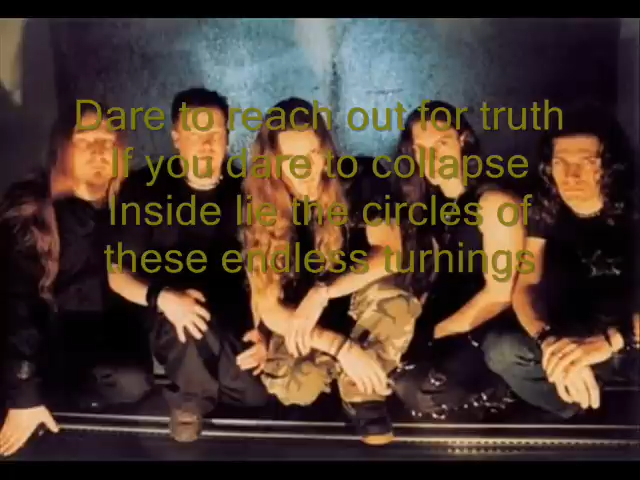 Dare to reach out for truth
If you dare to collapse
Inside lie the circles of
these endless turnings